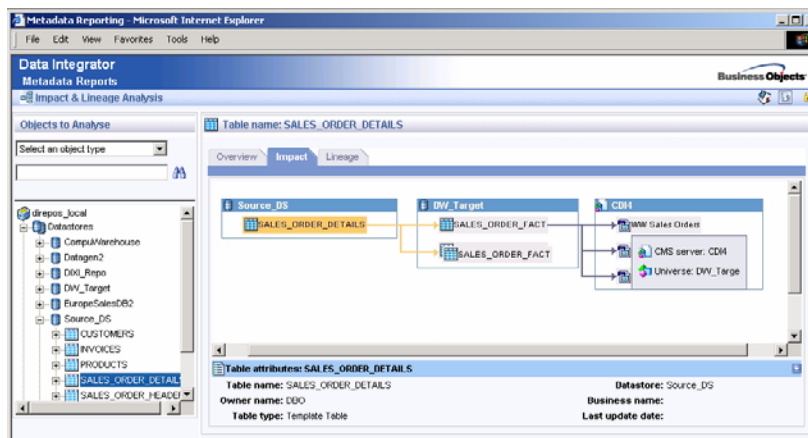 Metadata Reporting - Microsoft Internet Explorer
File Edit View Favorites Tools Help
Data Integrator
Metadata Reports
Business Objects
Impact & Lineage Analysis
Objects to Analyse
Select an object type
direpos_local
Datastores
CompuWarehouse
Datagen2
DIXI_Repo
DW_Target
EuropeSalesDB2
Source_DS
CUSTOMERS
INVOICES
PRODUCTS
SALES_ORDER_DETAILS
SALES_ORDER_HEADE
Table name: SALES_ORDER_DETAILS
Overview Impact Lineage
Source_DS DW_Target CDI4
SALES_ORDER_DETAILS SALES_ORDER_FACT WW Sales Orders
SALES_ORDER_FACT
CMS server: CDI4
Universe: DW_Targe
Table attributes: SALES_ORDER_DETAILS
Table name: SALES_ORDER_DETAILS Datastore: Source_DS
Owner name: DBO Business name:
Table type: Template Table Last update date: